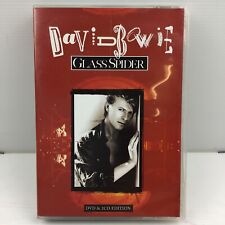 DAViD BOWiE
GLASS SPIDER
DVD & 2CD EDITION